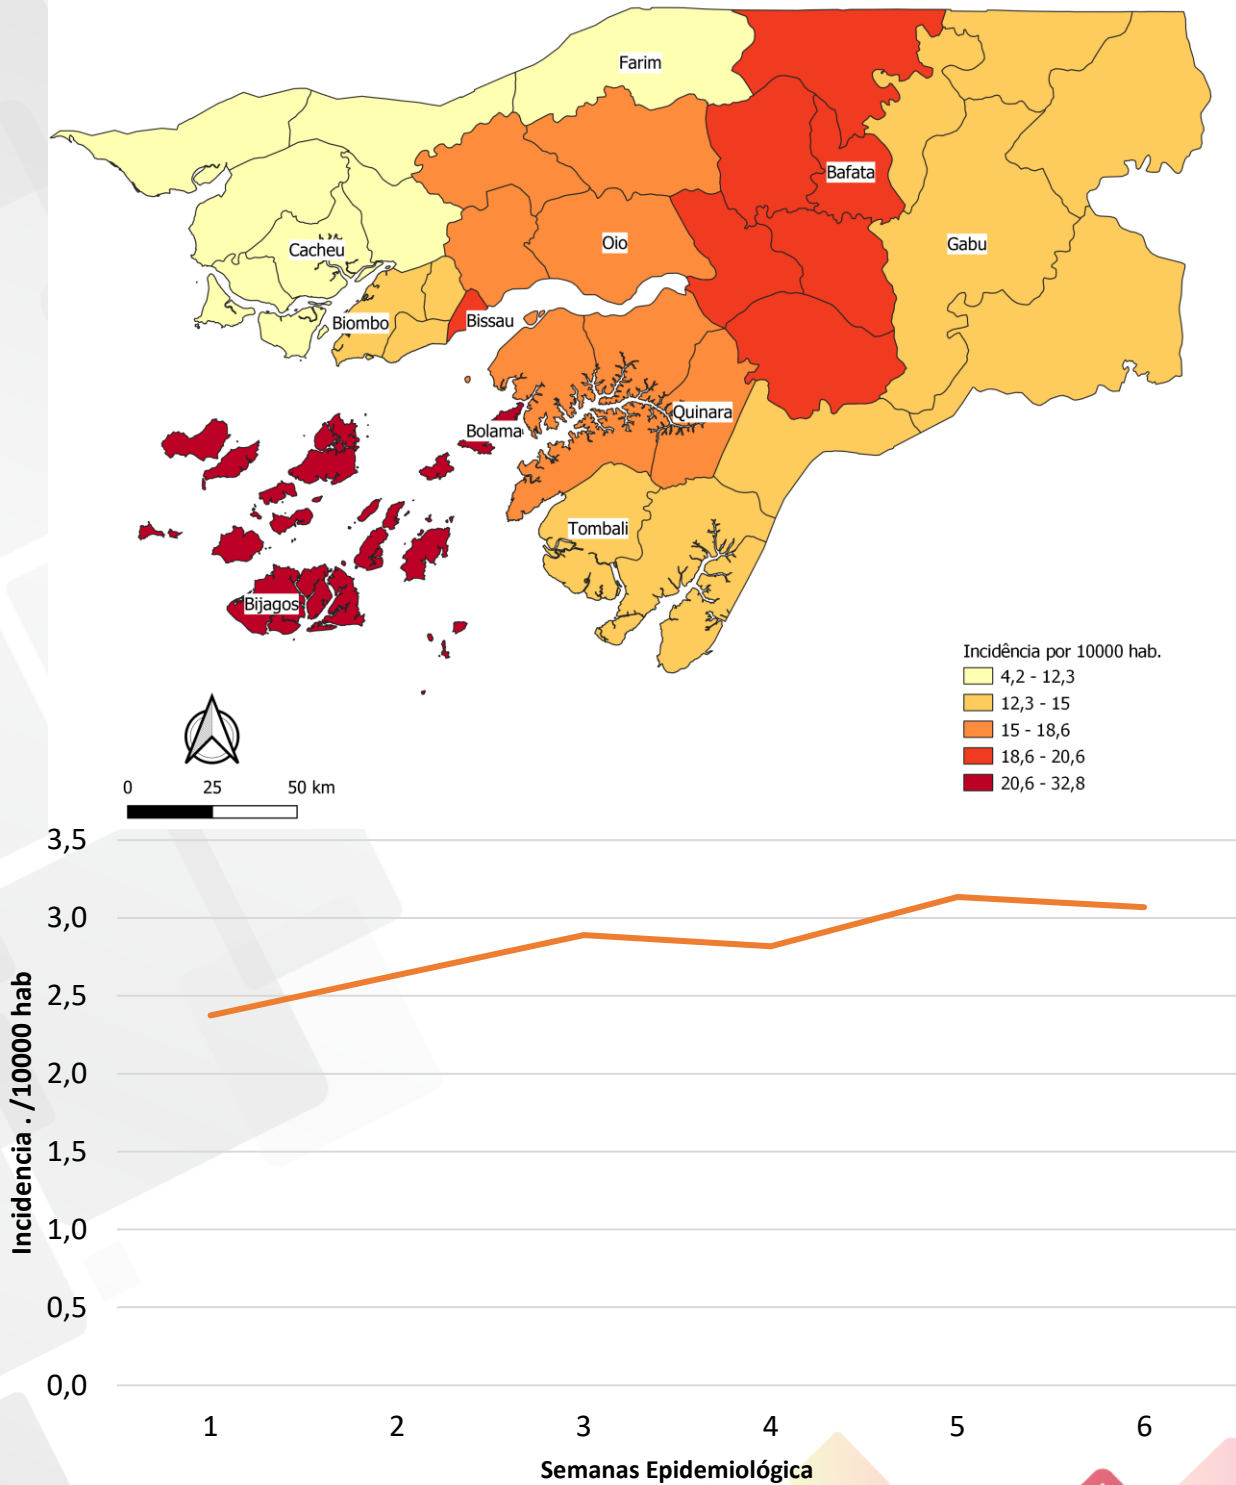 Farim
Bafata
Oio
Gabu
Cacheu
Biombo
Bissau
Quinara
Bolama
Tombali
Bijagos
Incidência por 10000 hab.
4,2 - 12,3
12,3 - 15
15 - 18,6
18,6 - 20,6
20,6 - 32,8
0 25 50 km
3,5
3,0
2,5
2,0
1,5
1,0
0,5
0,0
Incidencia . /10000 hab
1 2 3 4 5 6
Semanas Epidemiológica